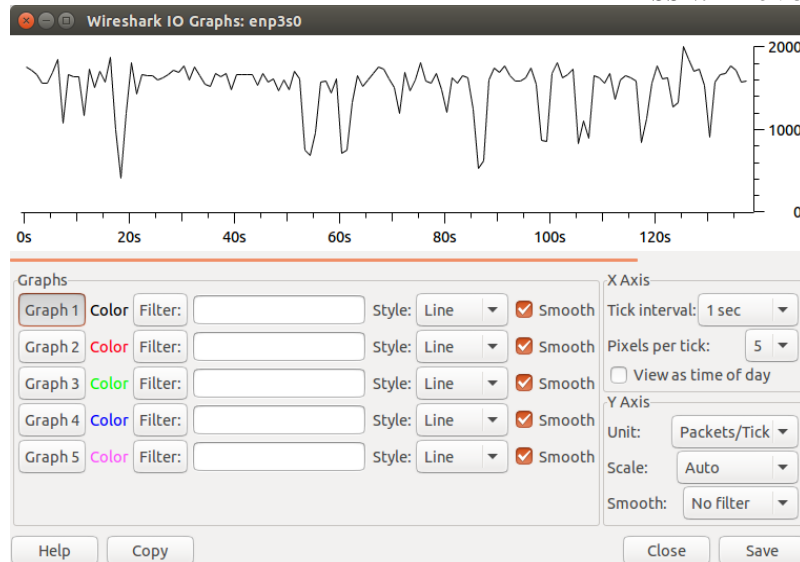 Wireshark IO Graphs: enp3s0
2000
1000
0
0s 20s 40s 60s 80s 100s 120s
Graphs
Graph 1 Color Filter: Style: Line Smooth
Graph 2 Color Filter: Style: Line Smooth
Graph 3 Color Filter: Style: Line Smooth
Graph 4 Color Filter: Style: Line Smooth
Graph 5 Color Filter: Style: Line Smooth
X Axis
Tick interval: 1 sec
Pixels per tick: 5
View as time of day
Y Axis
Unit: Packets/Tick
Scale: Auto
Smooth: No filter
Help Copy Close Save